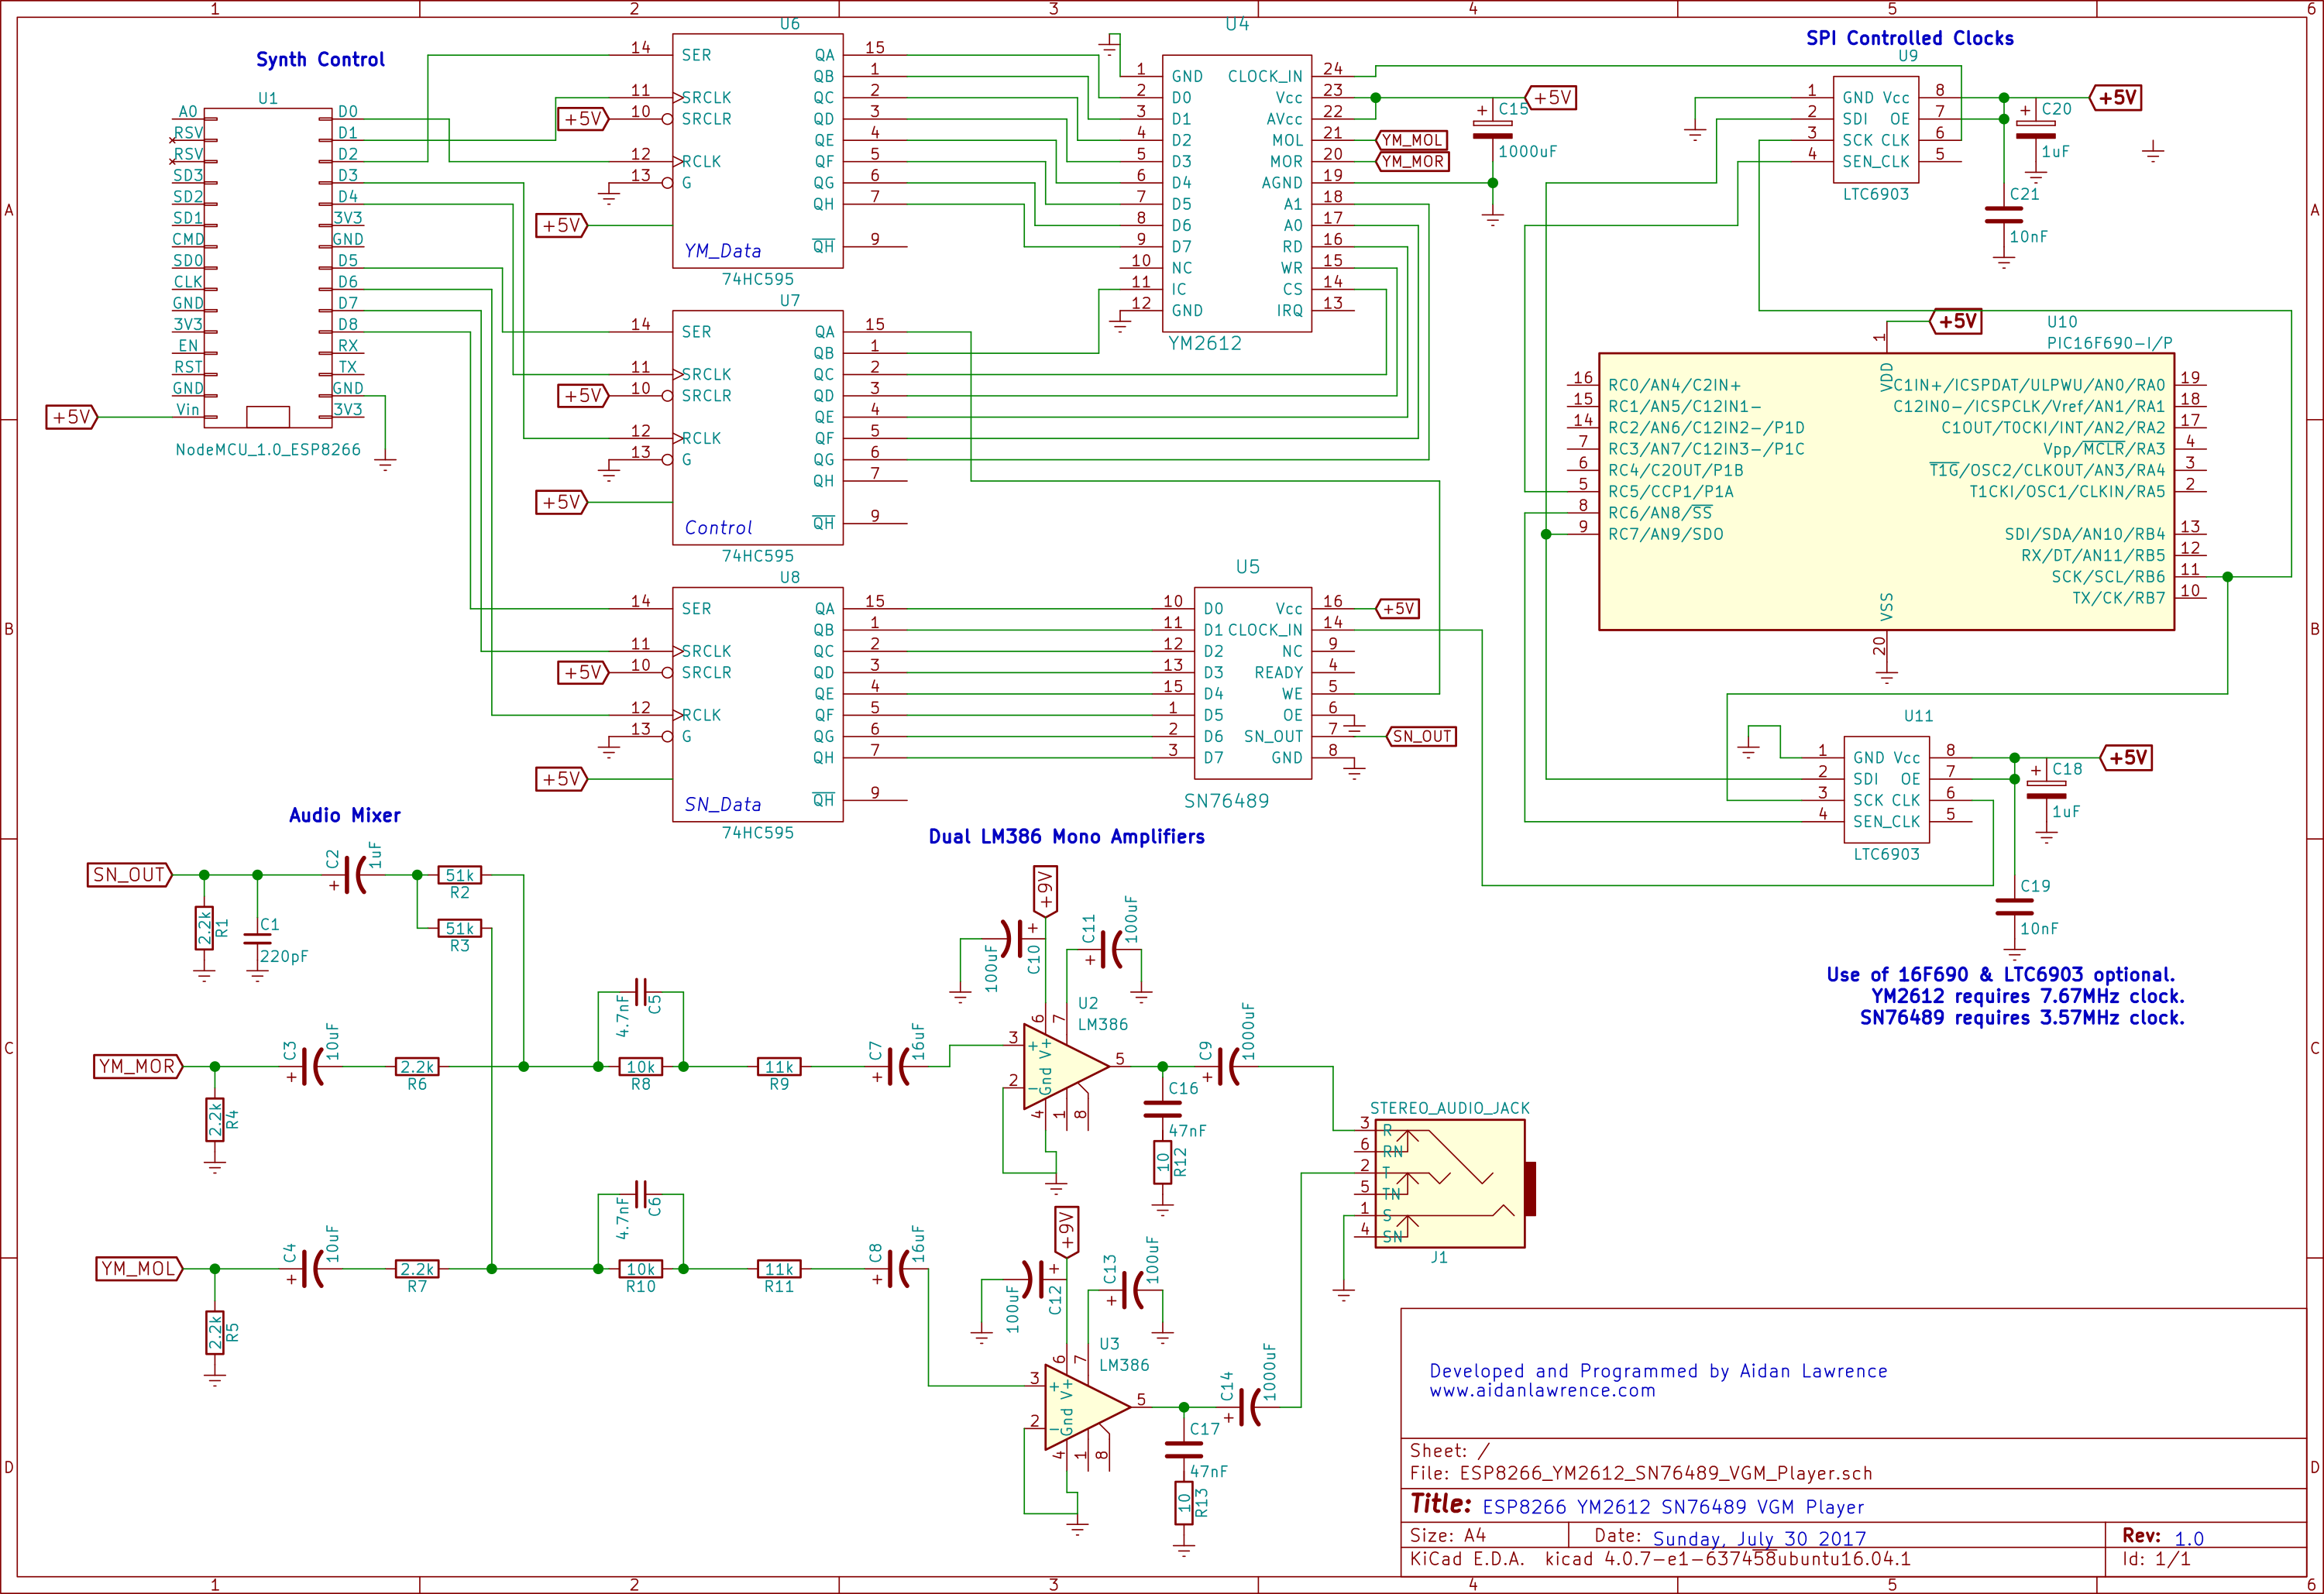 1 2 3 4 5 6
A
B
C
D
A
B
C
D
1 2 3 4 5 6
Synth Control
U1
A0
RSV
RSV
SD3
SD2
SD1
CMD
SD0
CLK
GND
3V3
EN
RST
GND
Vin
D0
D1
D2
D3
D4
3V3
GND
D5
D6
D7
D8
RX
TX
GND
3V3
+5V
NodeMCU_1.0_ESP8266
U6
14 SER QA 15
QB 1
11 SRCLK QC 2
+5V 10 SRCLR QD 3
QE 4
12 RCLK QF 5
13 G QG 6
QH 7
+5V
QH 9
YM_Data
74HC595
U7
14 SER QA 15
QB 1
11 SRCLK QC 2
+5V 10 SRCLR QD 3
QE 4
12 RCLK QF 5
13 G QG 6
QH 7
+5V
QH 9
Control
74HC595
U8
14 SER QA 15
QB 1
11 SRCLK QC 2
+5V 10 SRCLR QD 3
QE 4
12 RCLK QF 5
13 G QG 6
QH 7
+5V
QH 9
SN_Data
74HC595
U4
1 GND CLOCK_IN 24
2 D0 Vcc 23
3 D1 AVcc 22
4 D2 MOL 21 YM_MOL
5 D3 MOR 20 YM_MOR
6 D4 AGND 19
7 D5 A1 18
8 D6 A0 17
9 D7 RD 16
10 NC WR 15
11 IC CS 14
12 GND IRQ 13
YM2612
+5V
C15
1000uF
U5
10 D0 Vcc 16 +5V
11 D1 CLOCK_IN 14
12 D2 NC 9
13 D3 READY 4
15 D4 WE 5
1 D5 OE 6
2 D6 SN_OUT 7 SN_OUT
3 D7 GND 8
SN76489
SPI Controlled Clocks
U9
1 GND Vcc 8 +5V
2 SDI OE 7
3 SCK CLK 6
4 SEN_CLK 5
LTC6903
C20
1uF
C21
10nF
+5V
U10
PIC16F690-I/P
1
VDD
16 RC0/AN4/C2IN+ C1IN+/ICSPDAT/ULPWU/AN0/RA0 19
15 RC1/AN5/C12IN1- C12IN0-/ICSPCLK/Vref/AN1/RA1 18
14 RC2/AN6/C12IN2-/P1D C1OUT/T0CKI/INT/AN2/RA2 17
7 RC3/AN7/C12IN3-/P1C Vpp/MCLR/RA3 4
6 RC4/C2OUT/P1B T1G/OSC2/CLKOUT/AN3/RA4 3
5 RC5/CCP1/P1A T1CKI/OSC1/CLKIN/RA5 2
8 RC6/AN8/SS
9 RC7/AN9/SDO SDI/SDA/AN10/RB4 13
RX/DT/AN11/RB5 12
SCK/SCL/RB6 11
TX/CK/RB7 10
VSS
20
U11
1 GND Vcc 8 +5V
2 SDI OE 7
3 SCK CLK 6
4 SEN_CLK 5
LTC6903
C18
1uF
C19
10nF
Use of 16F690 & LTC6903 optional.
YM2612 requires 7.67MHz clock.
SN76489 requires 3.57MHz clock.
Audio Mixer
SN_OUT
2.2k R1
C1
220pF
+ C2 1uF
51k
R2
51k
R3
YM_MOR
2.2k R4
+ C3 10uF
2.2k
R6
4.7nF C5
10k
R8
11k
R9
+ C7 16uF
YM_MOL
2.2k R5
+ C4 10uF
2.2k
R7
4.7nF C6
10k
R10
11k
R11
+ C8 16uF
Dual LM386 Mono Amplifiers
+9V
100uF C10 +
+ C11 100uF
U2
LM386
3 + V+ 6 7
2 - Gnd 4 1 8
5
C16
47nF
10 R12
+ C9 1000uF
+9V
100uF C12 +
+ C13 100uF
U3
LM386
3 + V+ 6 7
2 - Gnd 4 1 8
5
C17
47nF
10 R13
+ C14 1000uF
STEREO_AUDIO_JACK
3 R
6 RN
2 T
5 TN
1 S
4 SN
J1
Developed and Programmed by Aidan Lawrence
www.aidanlawrence.com
Sheet: /
File: ESP8266_YM2612_SN76489_VGM_Player.sch
Title: ESP8266 YM2612 SN76489 VGM Player
Size: A4 Date: Sunday, July 30 2017 Rev: 1.0
KiCad E.D.A. kicad 4.0.7-e1-637458ubuntu16.04.1 Id: 1/1